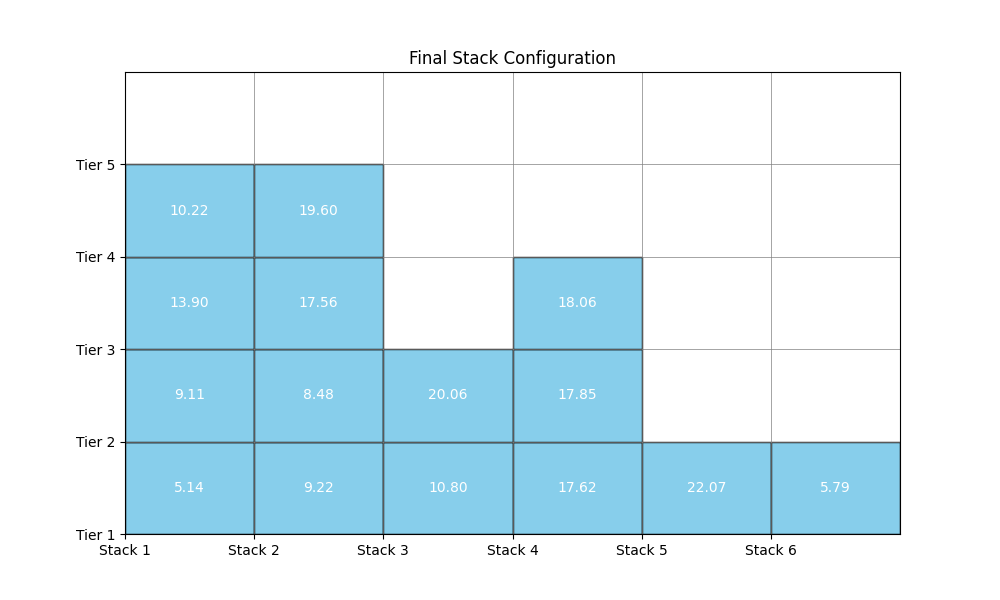 Final Stack Configuration
Tier 5
10.22 19.60
Tier 4
13.90 17.56 18.06
Tier 3
9.11 8.48 20.06 17.85
Tier 2
5.14 9.22 10.80 17.62 22.07 5.79
Tier 1
Stack 1 Stack 2 Stack 3 Stack 4 Stack 5 Stack 6